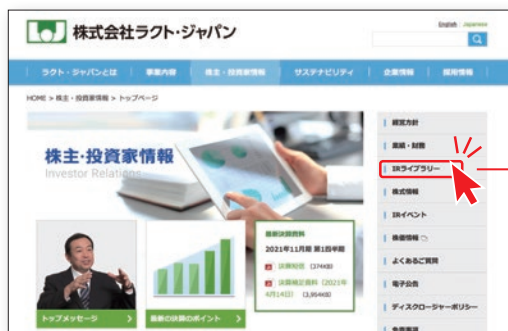 株式会社ラクト・ジャパン
English Japanese
ラクト・ジャパンとは 事業内容 株主・投資家情報 サステナビリティ 企業情報 採用情報
HOME > 株主・投資家情報 > トップページ
株主・投資家情報
Investor Relations
経営方針
業績・財務
IRライブラリー
株式情報
IRイベント
株価情報
よくあるご質問
電子公告
ディスクロージャーポリシー
免責事項
最新決算資料
2021年11月期 第1四半期
決算短信 (374KB)
決算補足資料 (2021年
4月14日) (3,954KB)
トップメッセージ
最新の決算のポイント